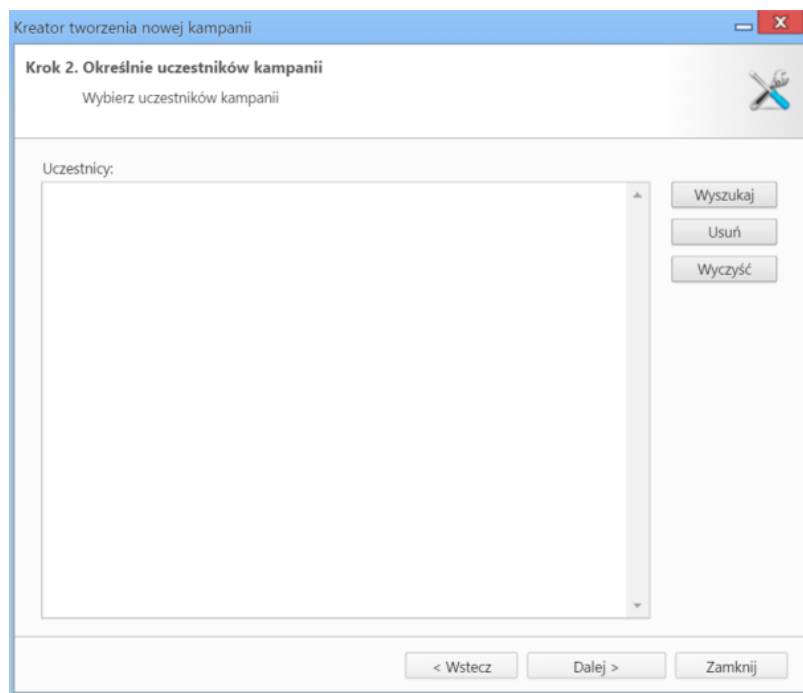 Kreator tworzenia nowej kampanii
Krok 2. Określnie uczestników kampanii
Wybierz uczestników kampanii
Uczestnicy:
Wyszukaj
Usuń
Wyczyść
< Wstecz
Dalej >
Zamknij